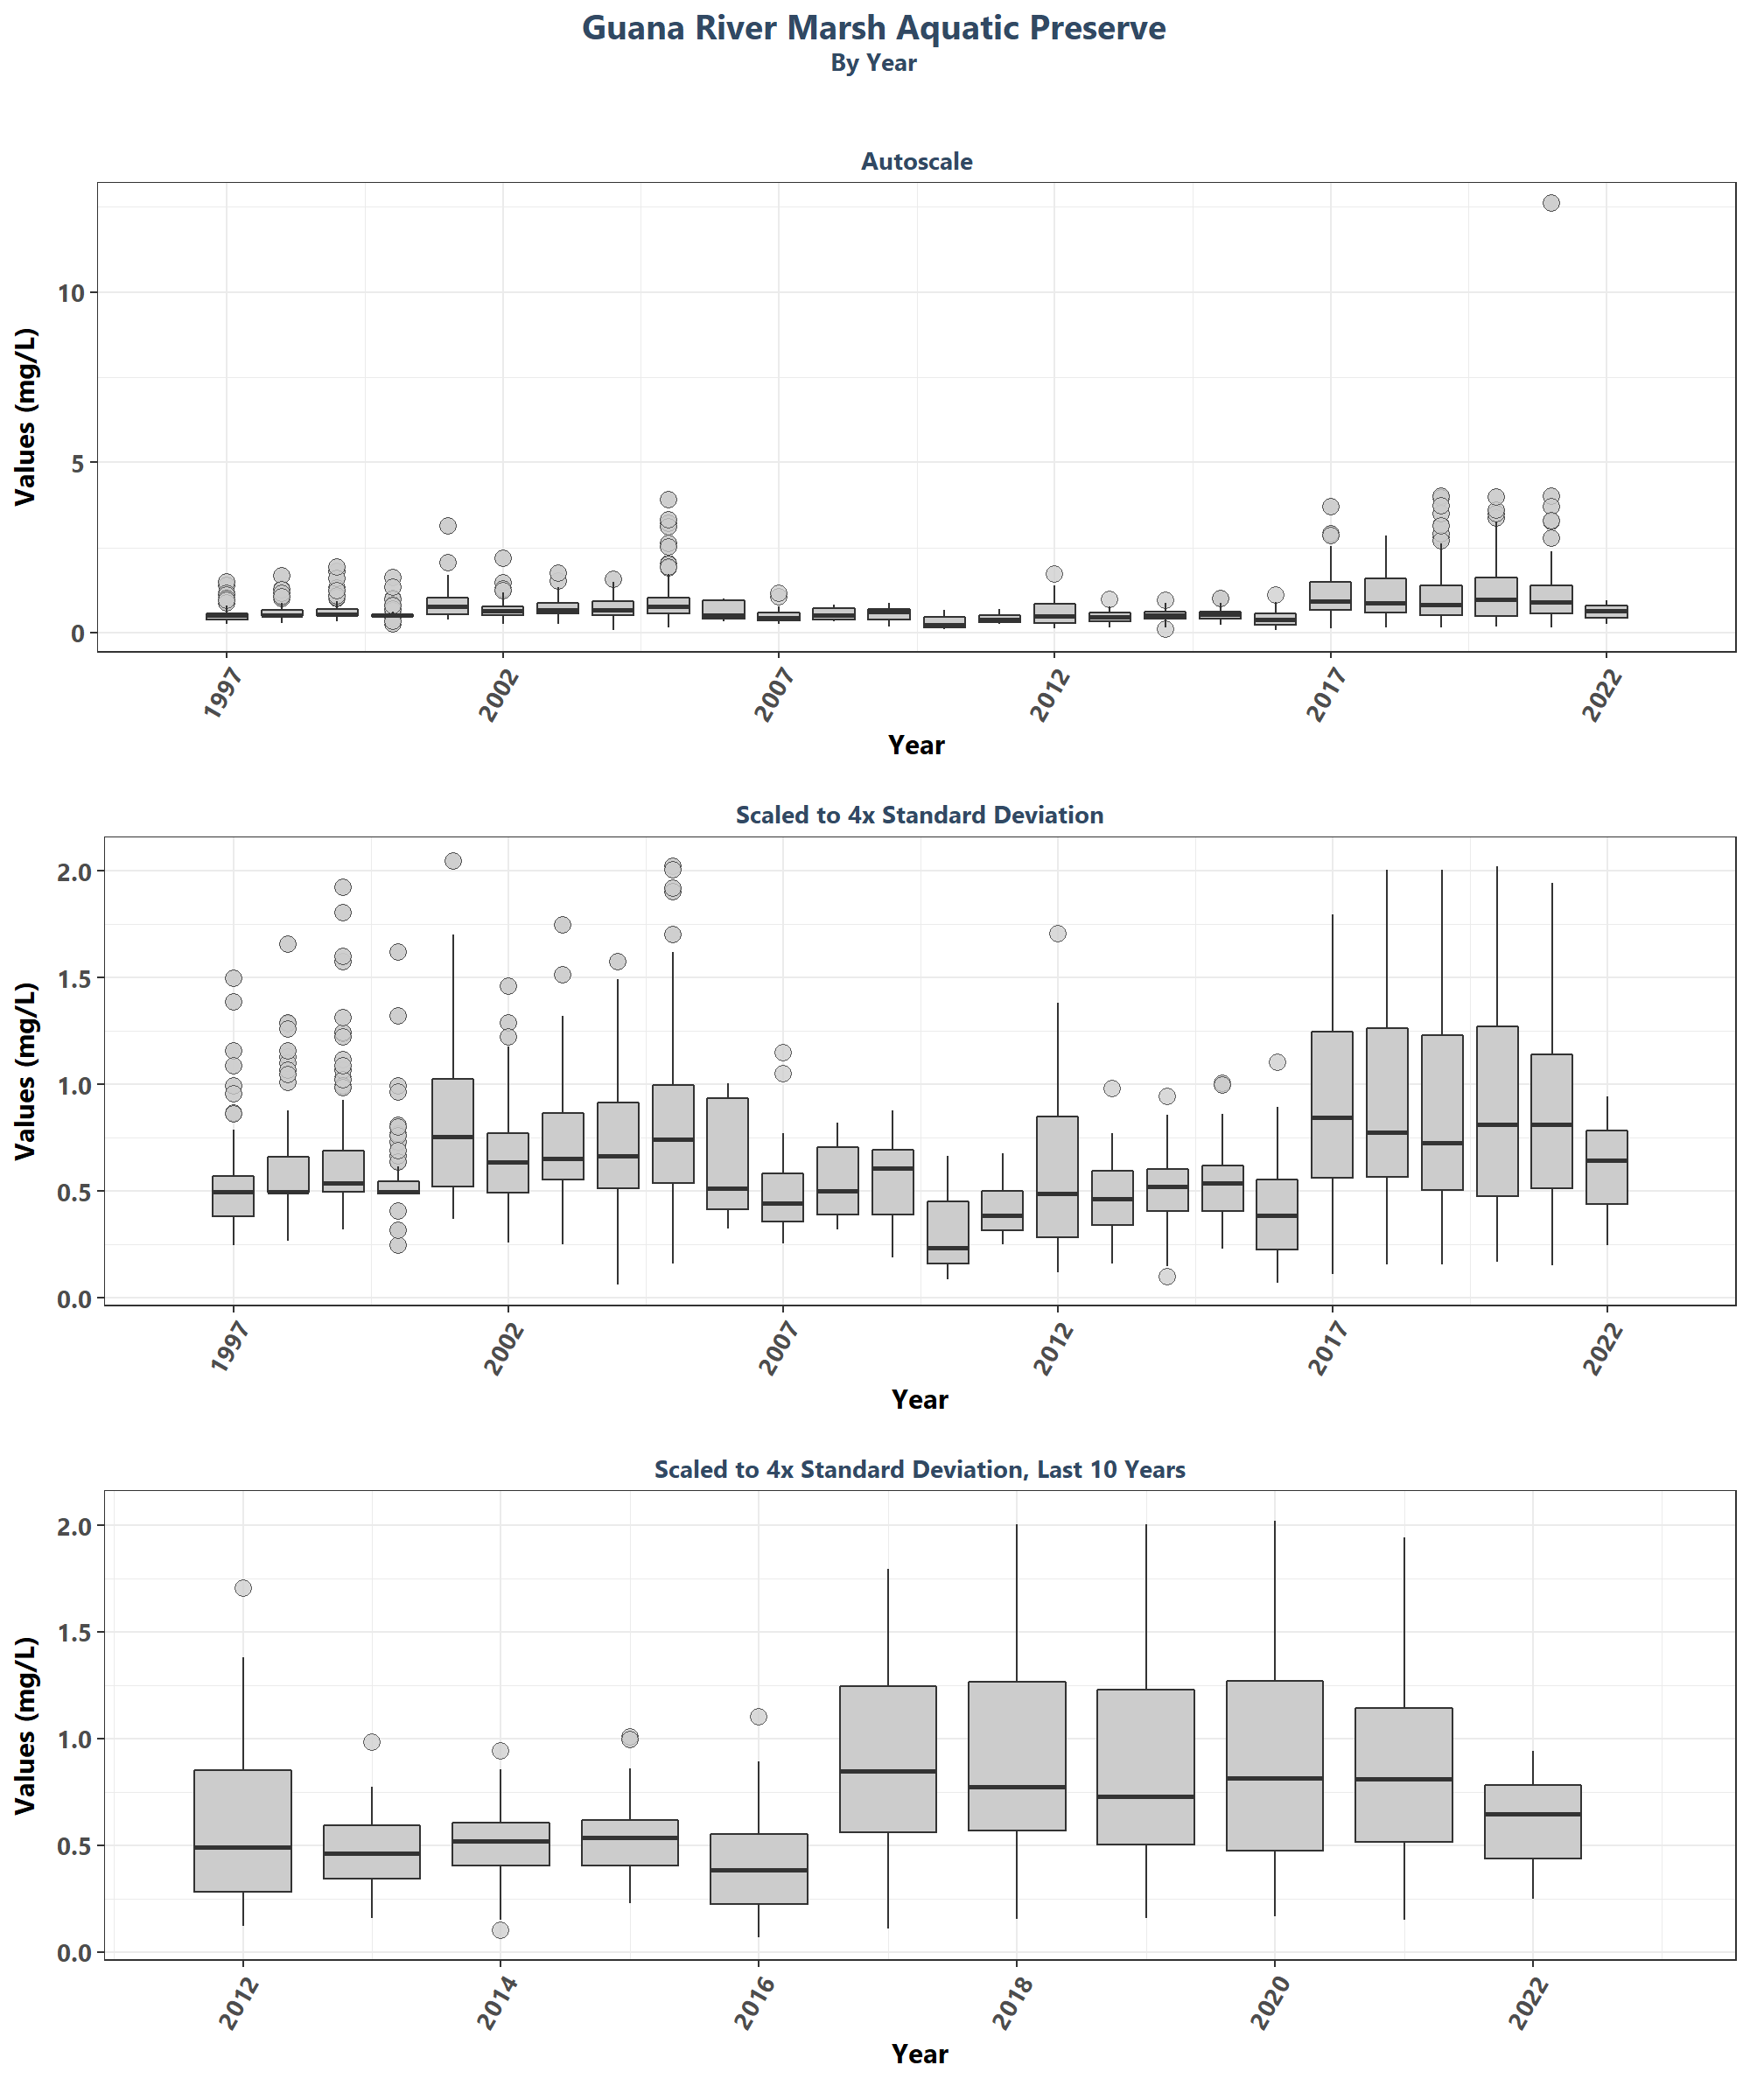 Guana River Marsh Aquatic Preserve
By Year
Autoscale
Values (mg/L)
10
5
0
1997 2002 2007 2012 2017 2022
Year
Scaled to 4x Standard Deviation
Values (mg/L)
2.0
1.5
1.0
0.5
0.0
1997 2002 2007 2012 2017 2022
Year
Scaled to 4x Standard Deviation, Last 10 Years
Values (mg/L)
2.0
1.5
1.0
0.5
0.0
2012 2014 2016 2018 2020 2022
Year